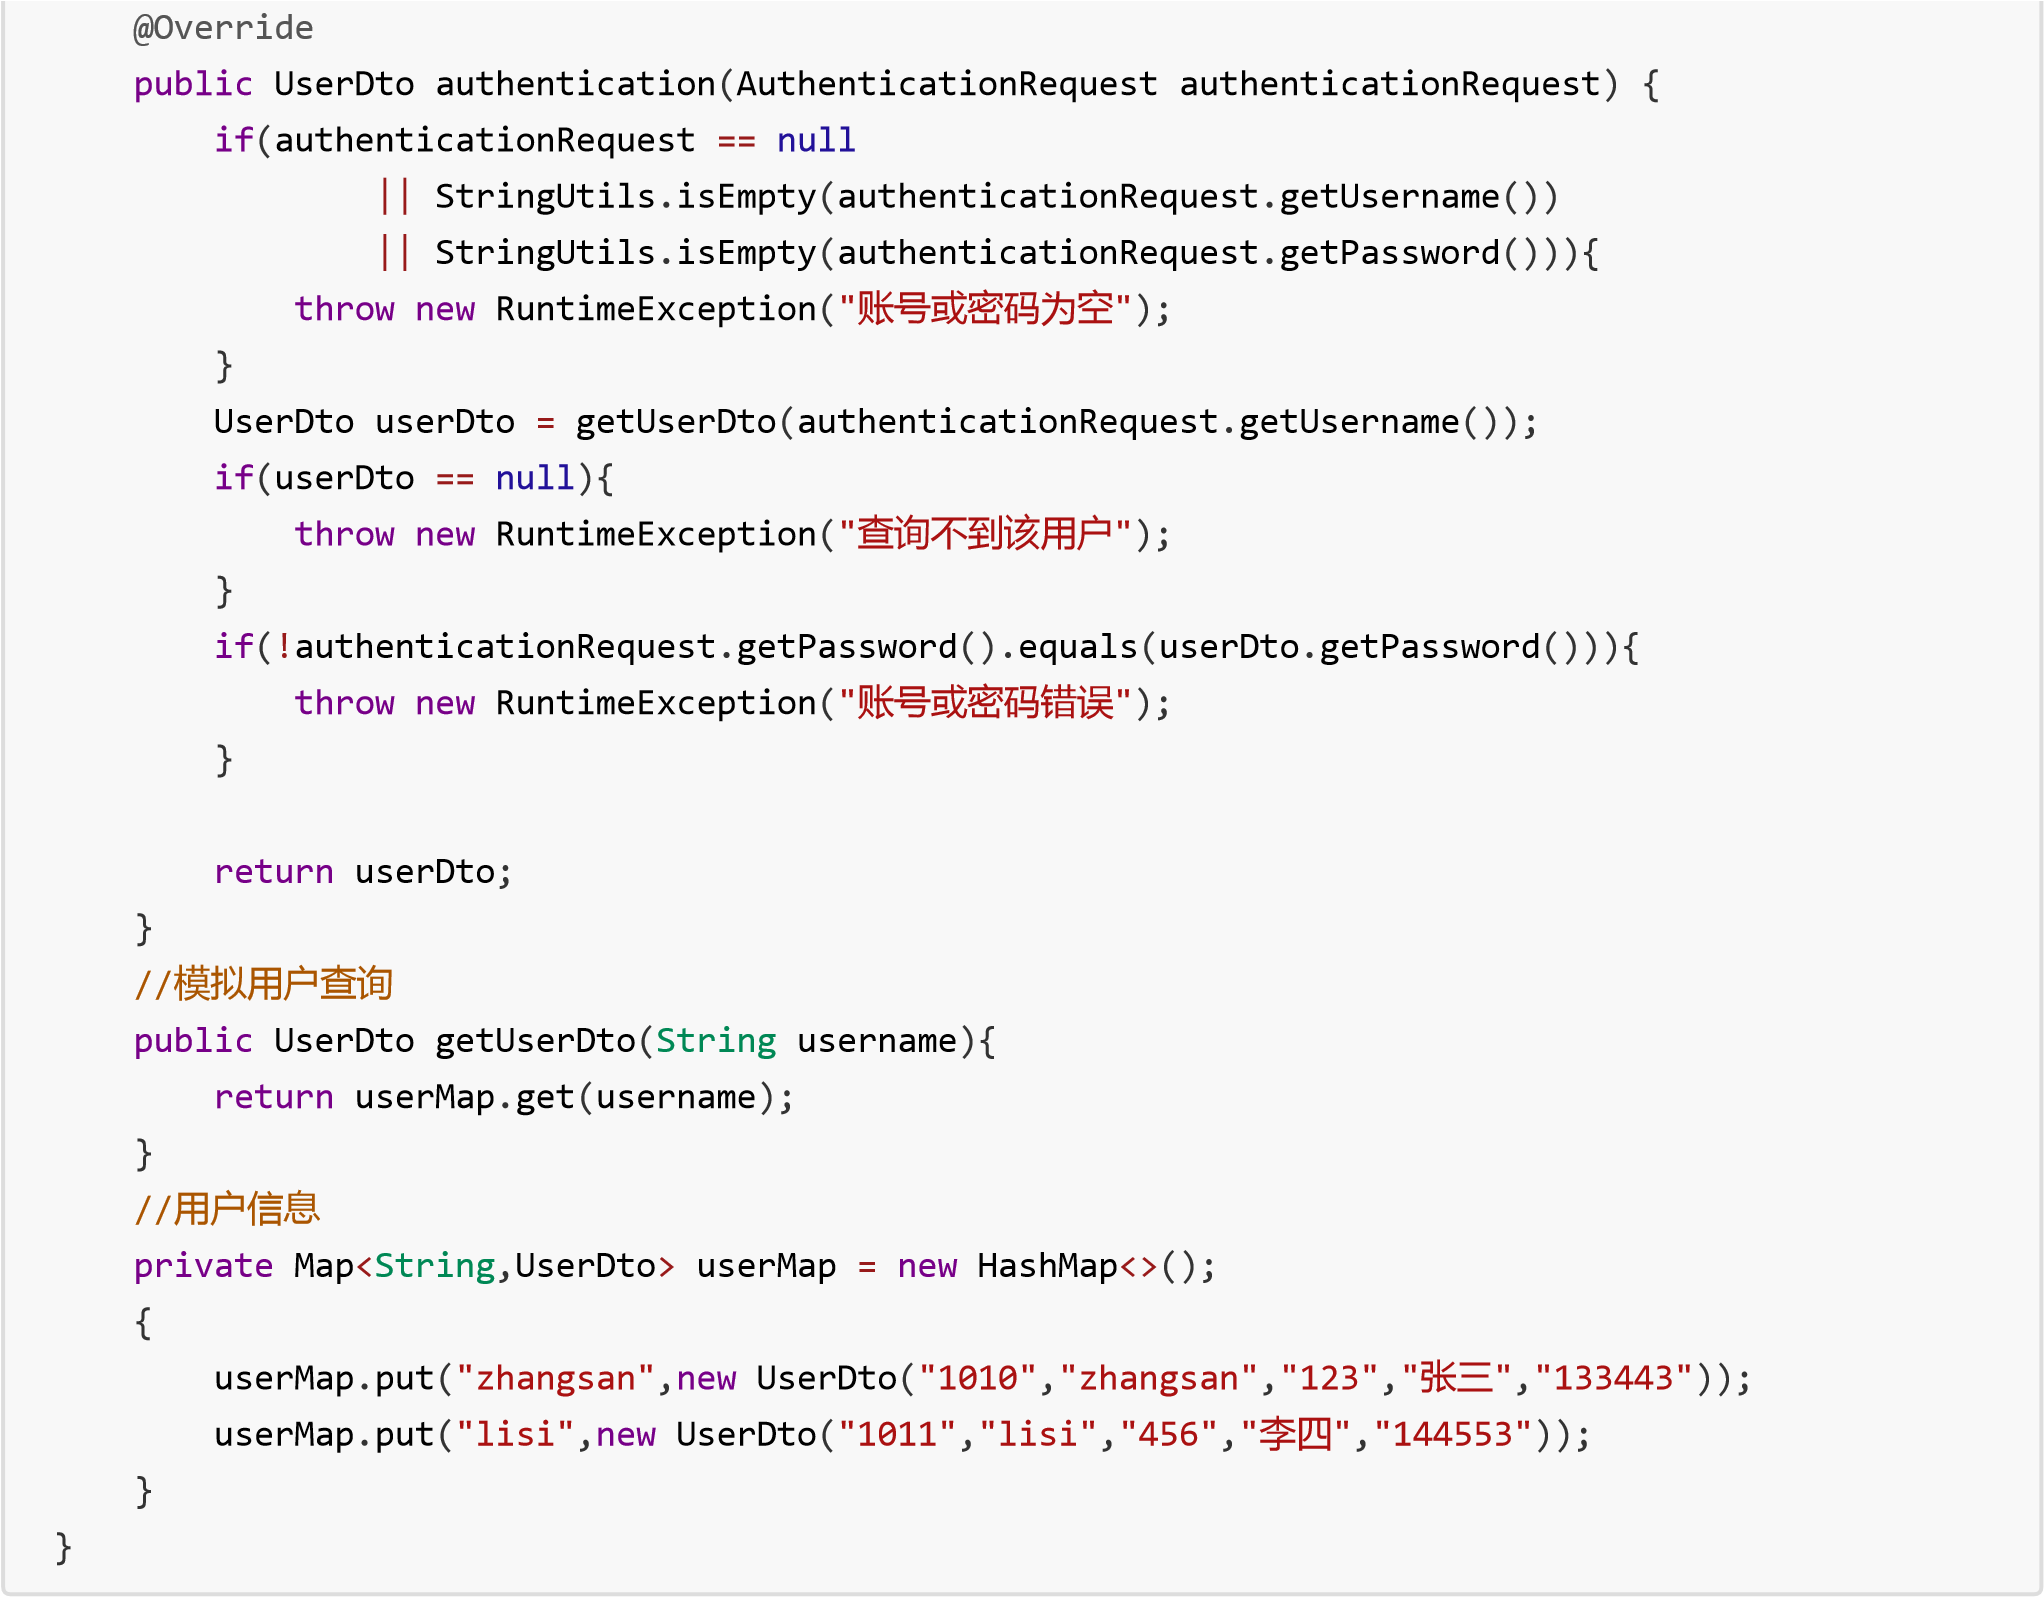 @Override
public UserDto authentication(AuthenticationRequest authenticationRequest) {
if(authenticationRequest == null
|| StringUtils.isEmpty(authenticationRequest.getUsername())
|| StringUtils.isEmpty(authenticationRequest.getPassword())){
throw new RuntimeException("账号或密码为空");
}
UserDto userDto = getUserDto(authenticationRequest.getUsername());
if(userDto == null){
throw new RuntimeException("查询不到该用户");
}
if(!authenticationRequest.getPassword().equals(userDto.getPassword())){
throw new RuntimeException("账号或密码错误");
}
return userDto;
}
//模拟用户查询
public UserDto getUserDto(String username){
return userMap.get(username);
}
//用户信息
private Map<String,UserDto> userMap = new HashMap<>();
{
userMap.put("zhangsan",new UserDto("1010","zhangsan","123","张三","133443"));
userMap.put("lisi",new UserDto("1011","lisi","456","李四","144553"));
}
}